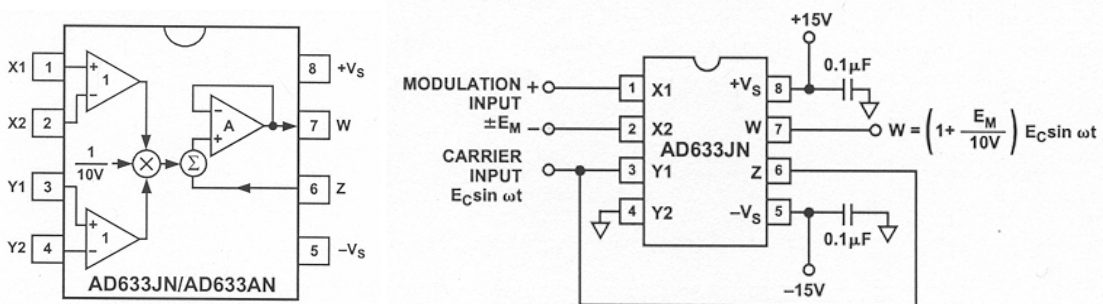 X1 1
X2 2
Y1 3
Y2 4
1
1
1
10V
A
8 +VS
7 W
6 Z
5 −VS
AD633JN/AD633AN
MODULATION
INPUT
±EM
+
−
CARRIER
INPUT
EC sin ωt
1 X1
2 X2
3 Y1
4 Y2
AD633JN
+VS 8
W 7
Z 6
−VS 5
+15V
0.1μF
W = (1+ EM/10V) EC sin ωt
0.1μF
−15V